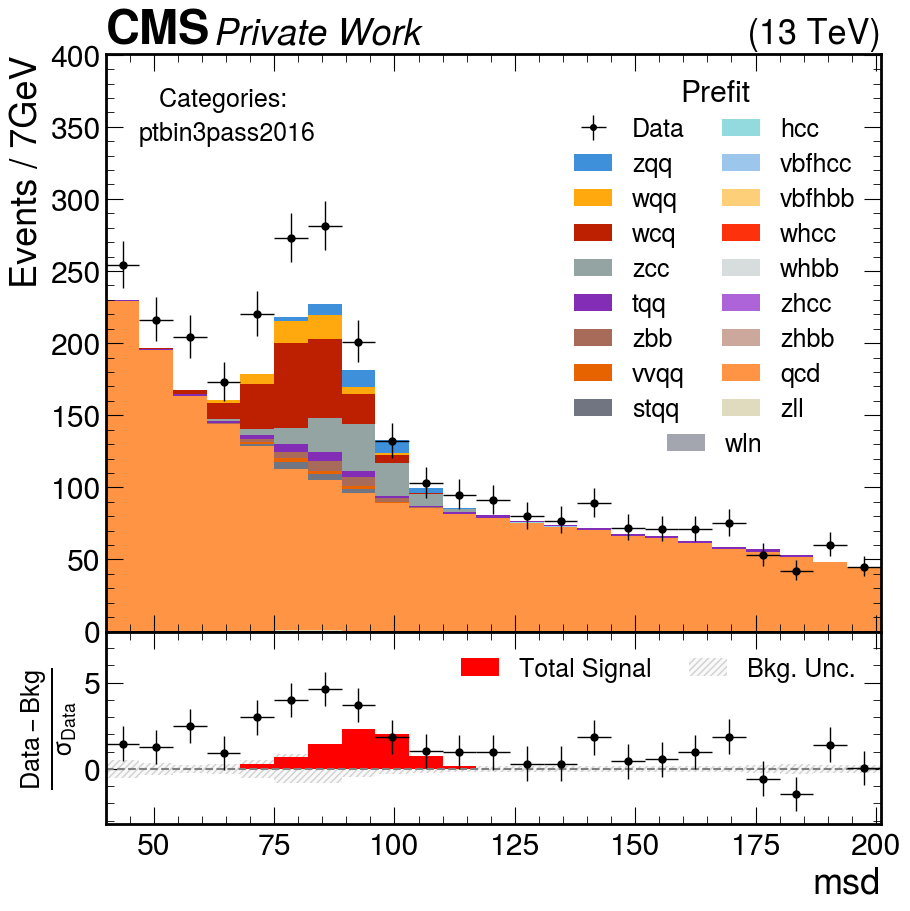 CMS Private Work (13 TeV)
Events / 7GeV
400
350
300
250
200
150
100
50
0
Categories:
ptbin3pass2016
Prefit
Data hcc
zqq vbfhcc
wqq vbfhbb
wcq whcc
zcc whbb
tqq zhcc
zbb zhbb
vvqq qcd
stqq zll
wln
Data – Bkg
σData
5
0
Total Signal Bkg. Unc.
50 75 100 125 150 175 200
msd